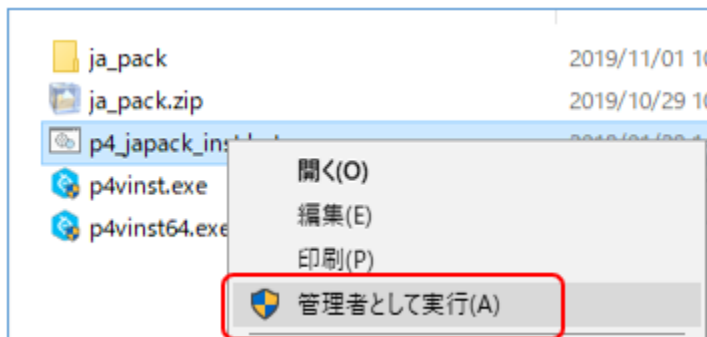 ja_pack 2019/11/01 1
ja_pack.zip 2019/10/29 1
p4_japack_inst
p4vinst.exe
p4vinst64.exe
開く(O)
編集(E)
印刷(P)
管理者として実行(A)